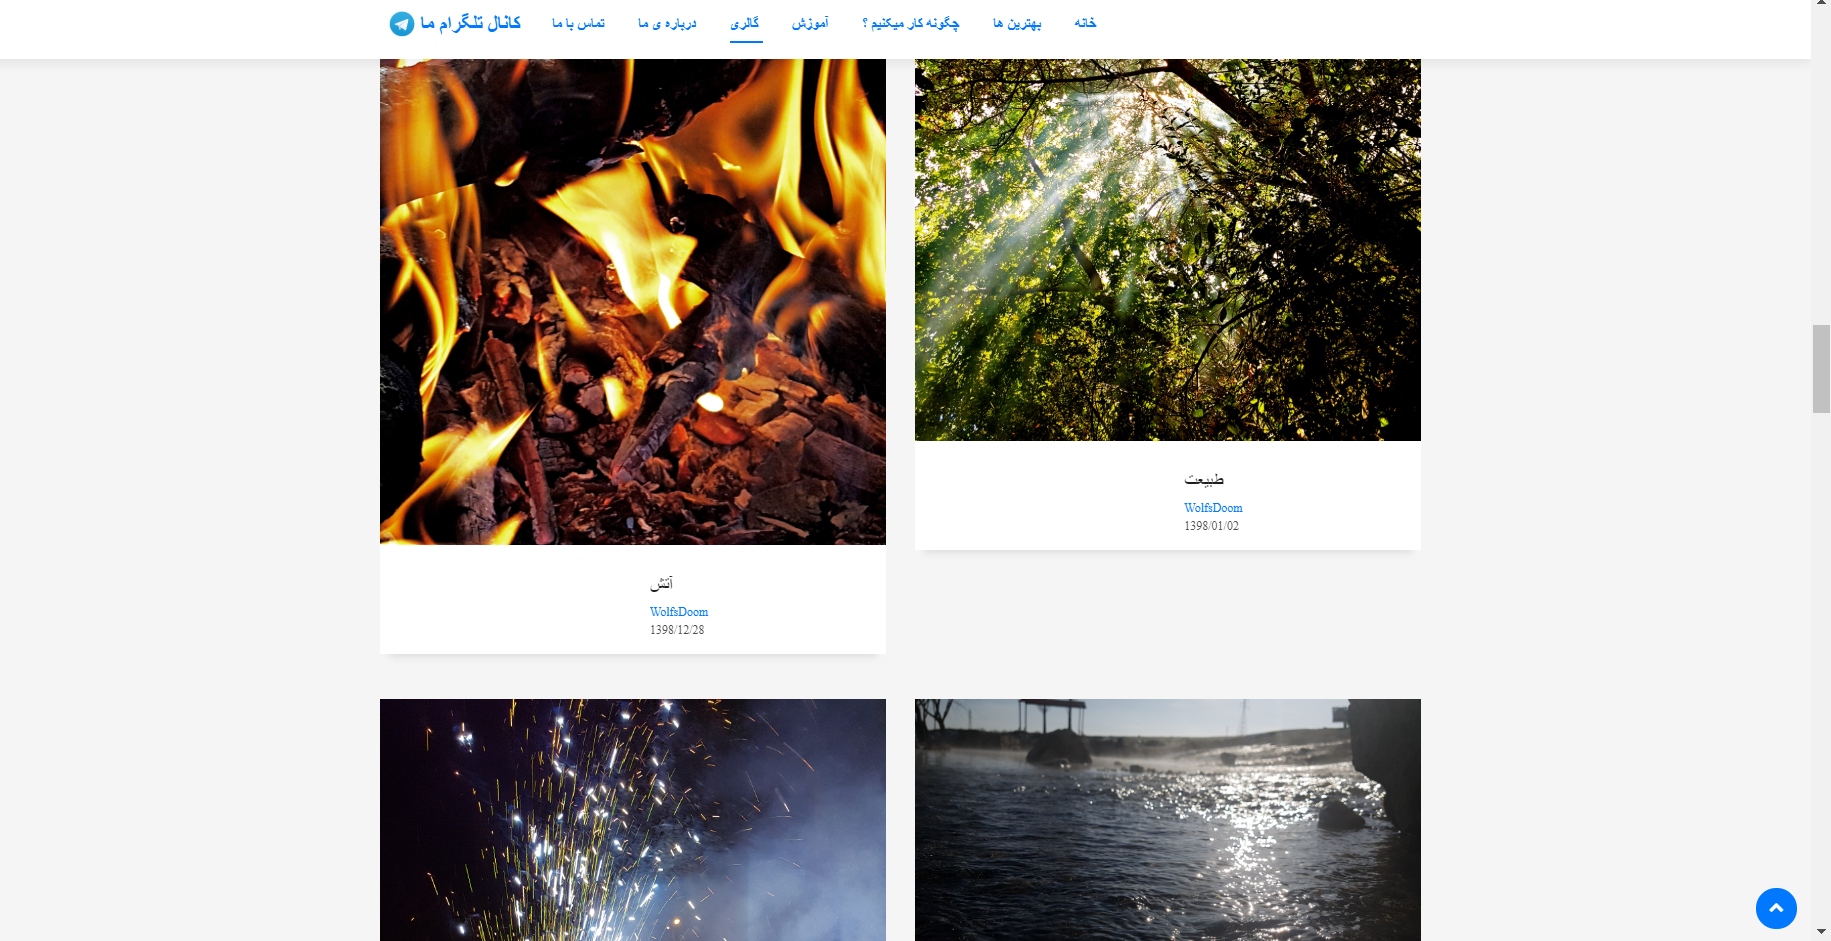 خانه
بهترین ها
چگونه کار میکنیم ؟
آموزش
گالری
درباره ی ما
تماس با ما
کانال تلگرام ما
طبیعت
WolfsDoom
1398/01/02
آتش
WolfsDoom
1398/12/28